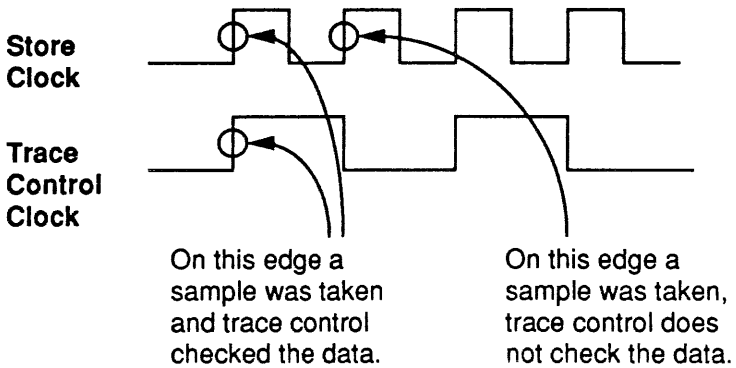 Store
Clock
Trace
Control
Clock
On this edge a
sample was taken
and trace control
checked the data.
On this edge a
sample was taken,
trace control does
not check the data.